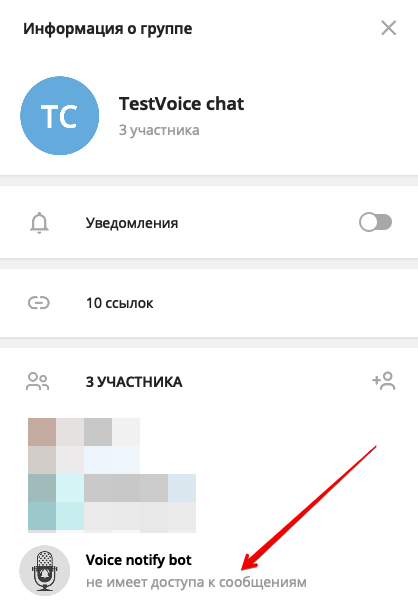 Информация о группе
TC
TestVoice chat
3 участника
Уведомления
10 ссылок
3 УЧАСТНИКА
Voice notify bot
не имеет доступа к сообщениям